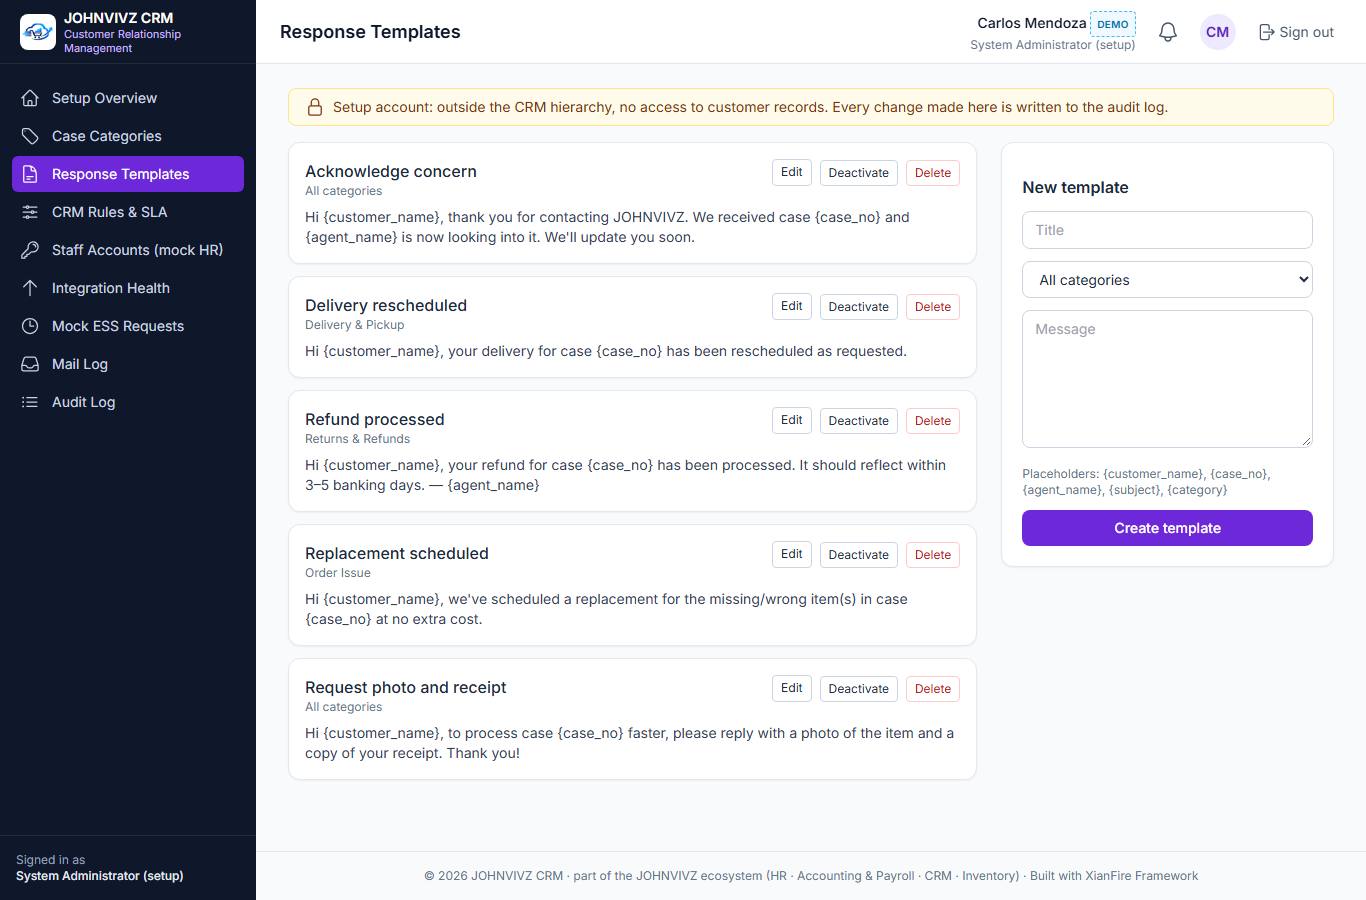 JOHNVIVZ CRM
Customer Relationship
Management
Setup Overview
Case Categories
Response Templates
CRM Rules & SLA
Staff Accounts (mock HR)
Integration Health
Mock ESS Requests
Mail Log
Audit Log
Signed in as
System Administrator (setup)
Response Templates
Carlos Mendoza DEMO
System Administrator (setup)
CM
Sign out
Setup account: outside the CRM hierarchy, no access to customer records. Every change made here is written to the audit log.
Acknowledge concern
Edit Deactivate Delete
All categories
Hi {customer_name}, thank you for contacting JOHNVIVZ. We received case {case_no} and
{agent_name} is now looking into it. We'll update you soon.
Delivery rescheduled
Edit Deactivate Delete
Delivery & Pickup
Hi {customer_name}, your delivery for case {case_no} has been rescheduled as requested.
Refund processed
Edit Deactivate Delete
Returns & Refunds
Hi {customer_name}, your refund for case {case_no} has been processed. It should reflect within
3–5 banking days. — {agent_name}
Replacement scheduled
Edit Deactivate Delete
Order Issue
Hi {customer_name}, we've scheduled a replacement for the missing/wrong item(s) in case
{case_no} at no extra cost.
Request photo and receipt
Edit Deactivate Delete
All categories
Hi {customer_name}, to process case {case_no} faster, please reply with a photo of the item and a
copy of your receipt. Thank you!
New template
Title
All categories
Message
Placeholders: {customer_name}, {case_no},
{agent_name}, {subject}, {category}
Create template
© 2026 JOHNVIVZ CRM · part of the JOHNVIVZ ecosystem (HR · Accounting & Payroll · CRM · Inventory) · Built with XianFire Framework